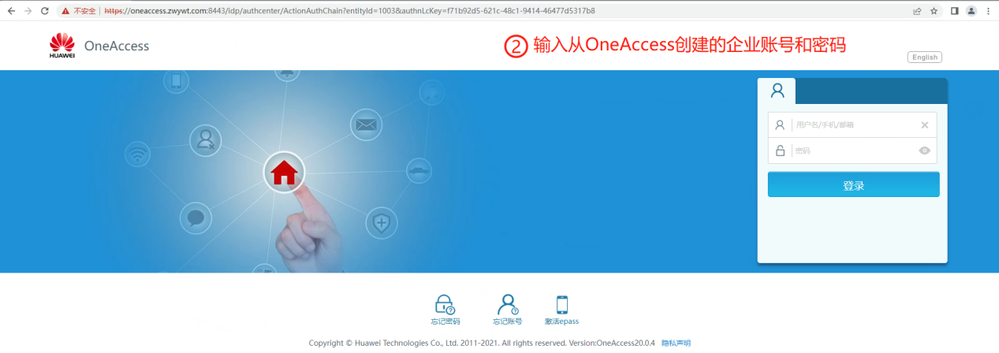 不安全 https://oneaccess.zwywt.com:8443/idp/authcenter/ActionAuthChain?entityId=1003&authnLcKey=f71b92d5-621c-48c1-9414-46477d5317b8
HUAWEI OneAccess
② 输入从OneAccess创建的企业账号和密码
English
用户名/手机/邮箱
密码
登录
忘记密码 忘记账号 激活epass
Copyright © Huawei Technologies Co., Ltd. 2011-2021. All rights reserved. Version:OneAccess20.0.4 隐私声明